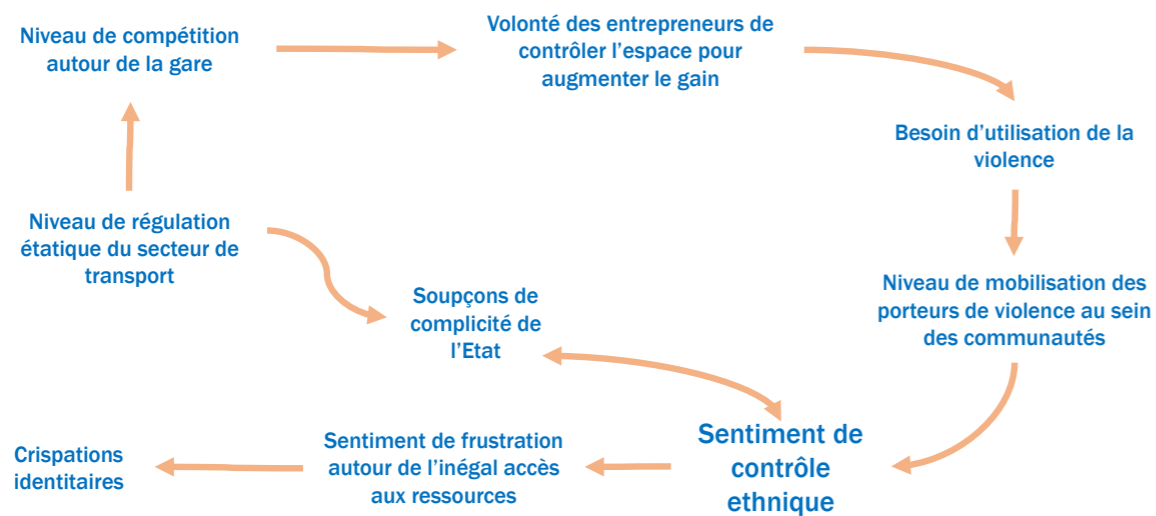 Niveau de compétition
autour de la gare
Volonté des entrepreneurs de
contrôler l’espace pour
augmenter le gain
Besoin d’utilisation de la
violence
Niveau de régulation
étatique du secteur de
transport
Niveau de mobilisation des
porteurs de violence au sein
des communautés
Soupçons de
complicité de
l’Etat
Sentiment de
contrôle
ethnique
Sentiment de frustration
autour de l’inégal accès
aux ressources
Crispations
identitaires